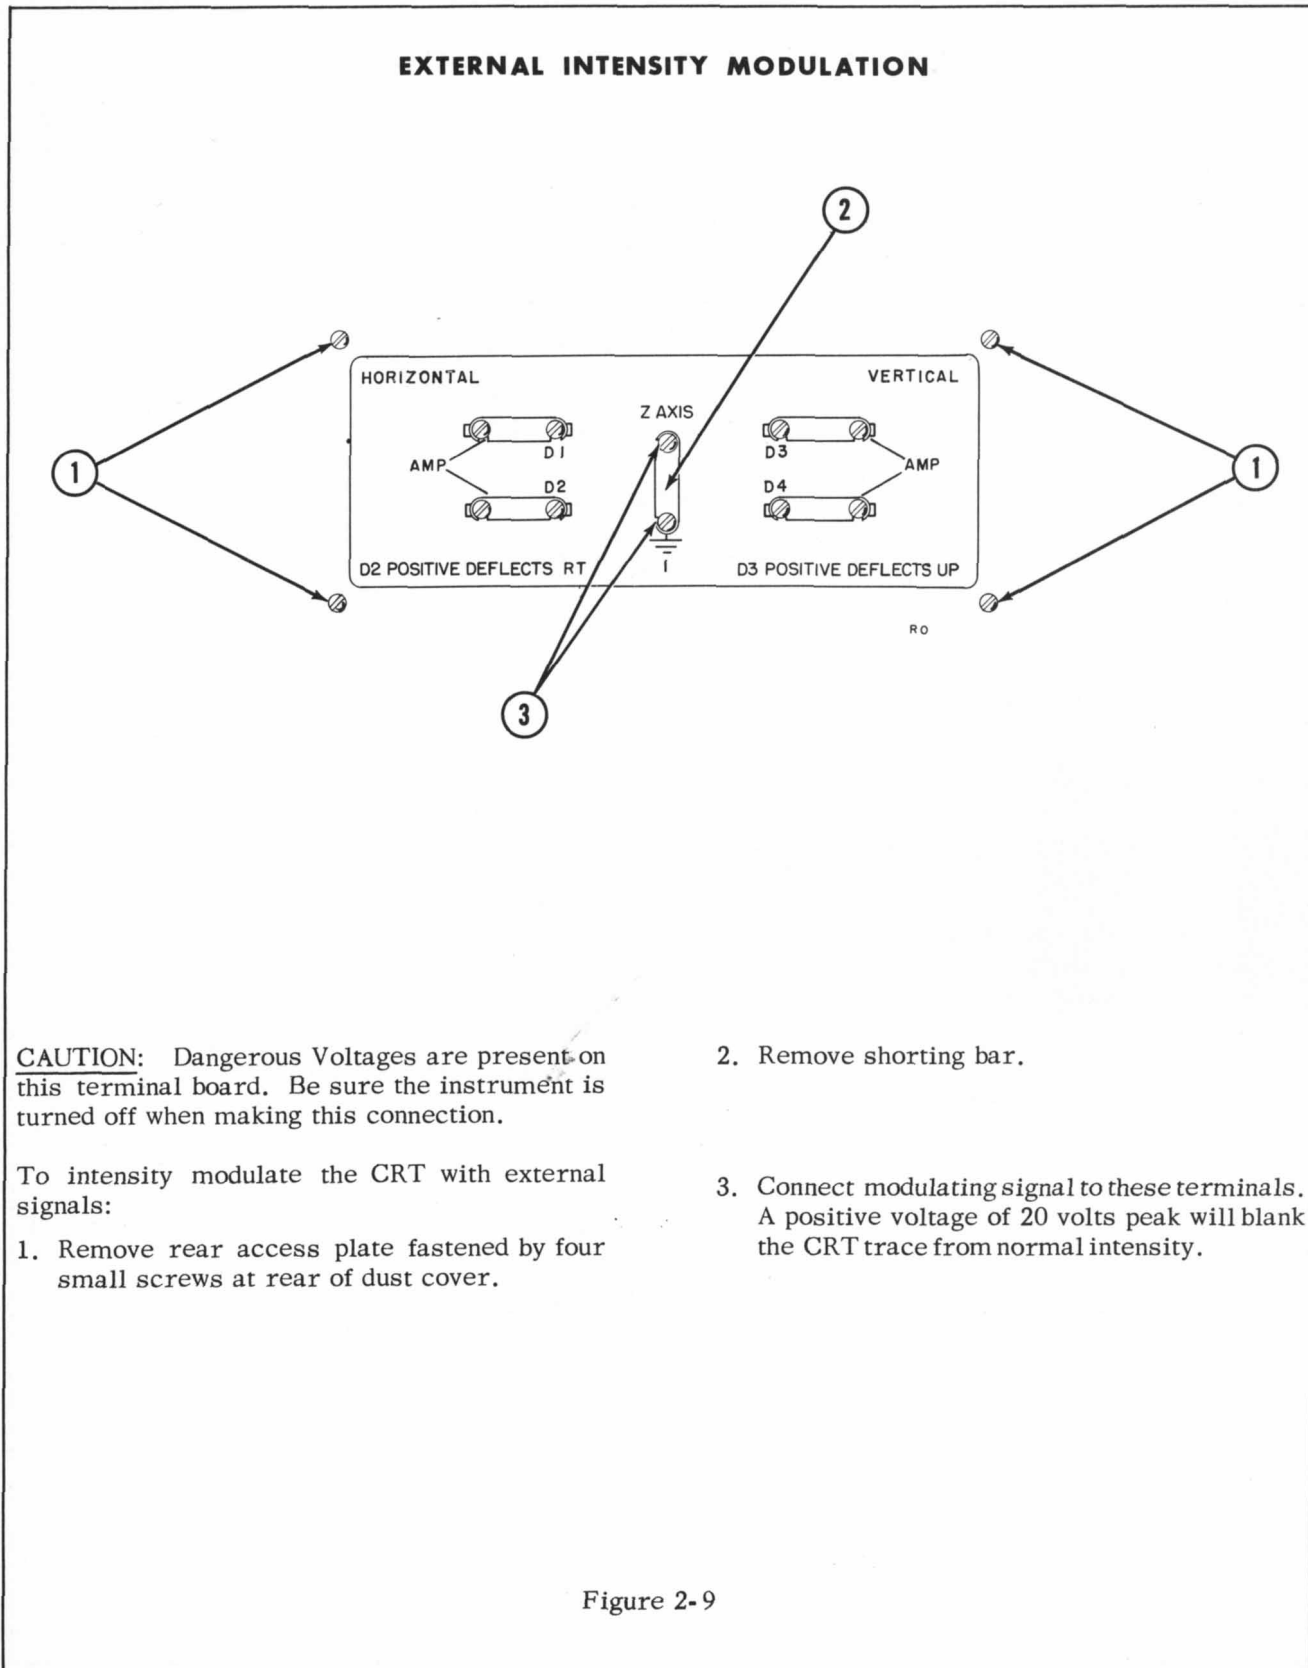 EXTERNAL INTENSITY MODULATION
2
HORIZONTAL
VERTICAL
Z AXIS
D1
D3
1
AMP
AMP
1
D2
D4
D2 POSITIVE DEFLECTS RT
1
D3 POSITIVE DEFLECTS UP
RO
3
CAUTION: Dangerous Voltages are present on
this terminal board. Be sure the instrument is
turned off when making this connection.
To intensity modulate the CRT with external
signals:
1. Remove rear access plate fastened by four
small screws at rear of dust cover.
2. Remove shorting bar.
3. Connect modulating signal to these terminals.
A positive voltage of 20 volts peak will blank
the CRT trace from normal intensity.
Figure 2-9